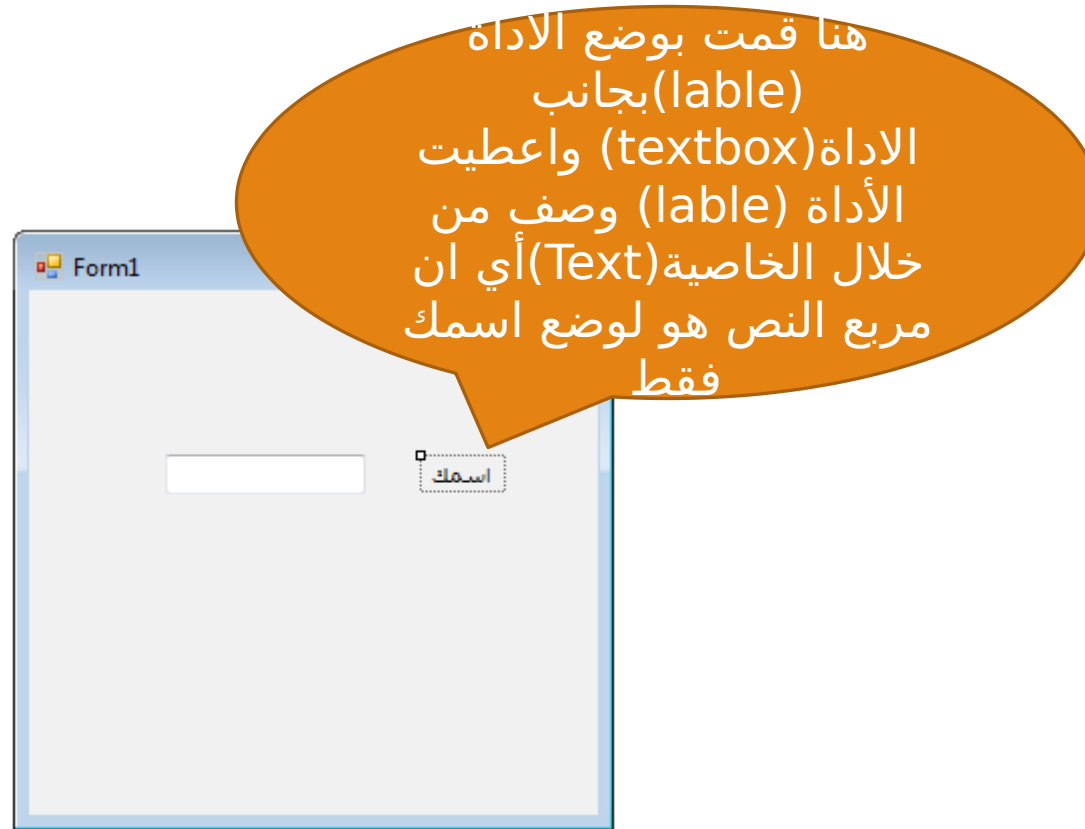 هنا قمت بوضع الاداة
(lable)بجانب
الاداة(textbox) واعطيت
الأداة (lable) وصف من
خلال الخاصية(Text)أي ان
مربع النص هو لوضع اسمك
فقط
Form1
اسمك